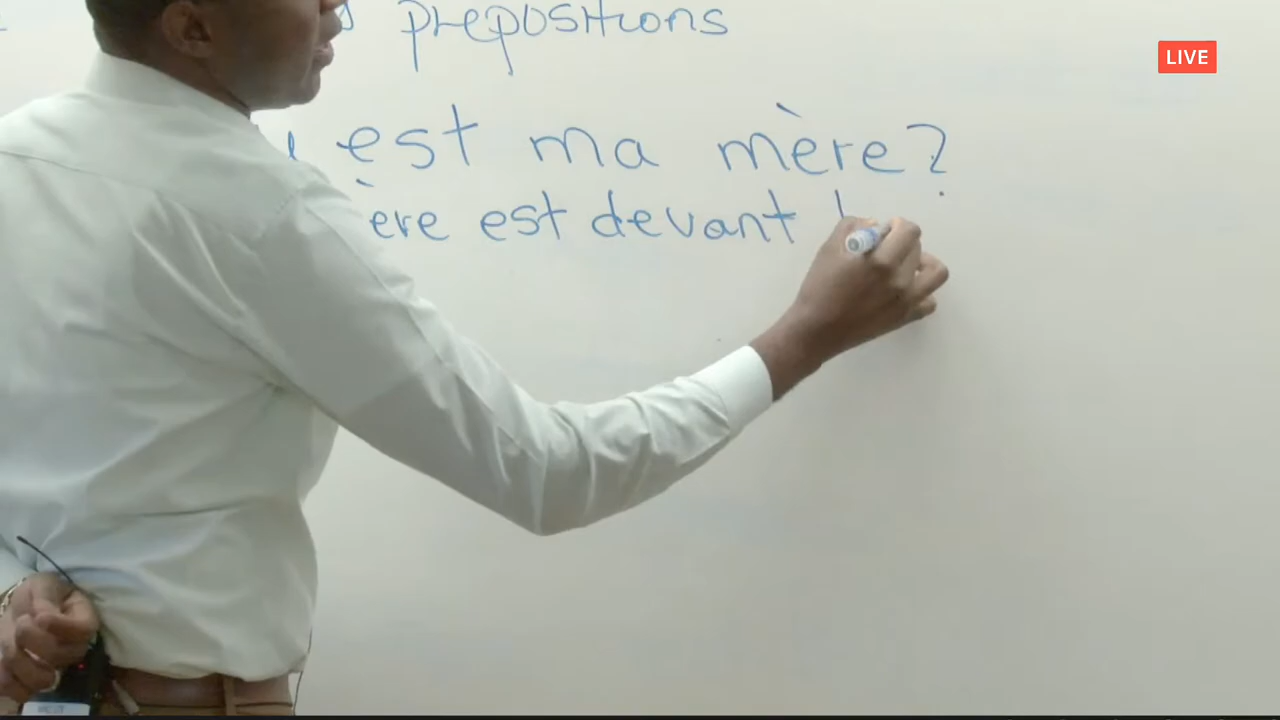 prepositions
LIVE
est ma mère?
ère est devant